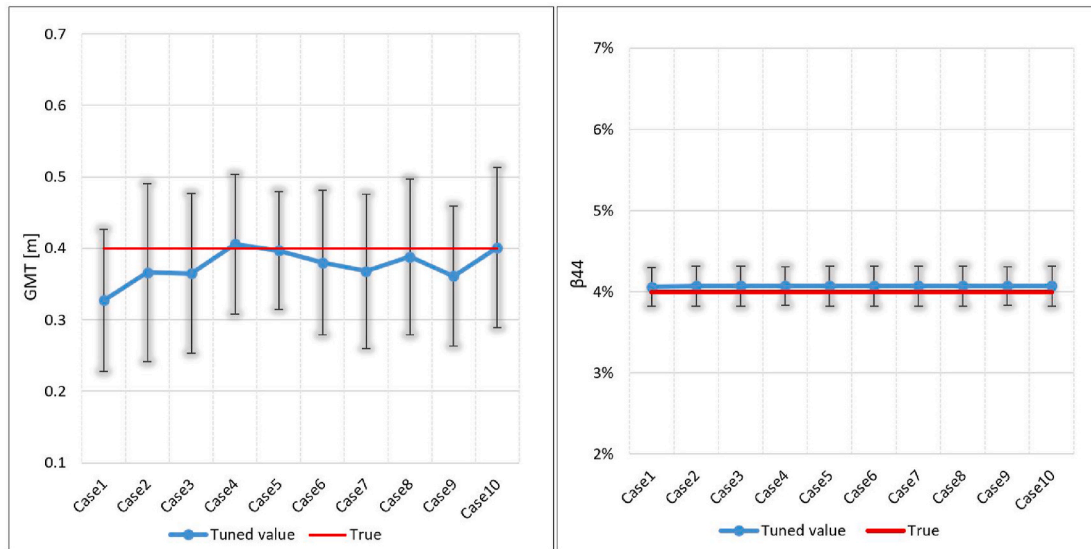 0.7
0.6
0.5
0.4
0.3
0.2
0.1
GMT [m]
Case1 Case2 Case3 Case4 Case5 Case6 Case7 Case8 Case9 Case10
Tuned value True
7%
6%
5%
4%
3%
2%
β44
Case1 Case2 Case3 Case4 Case5 Case6 Case7 Case8 Case9 Case10
Tuned value True